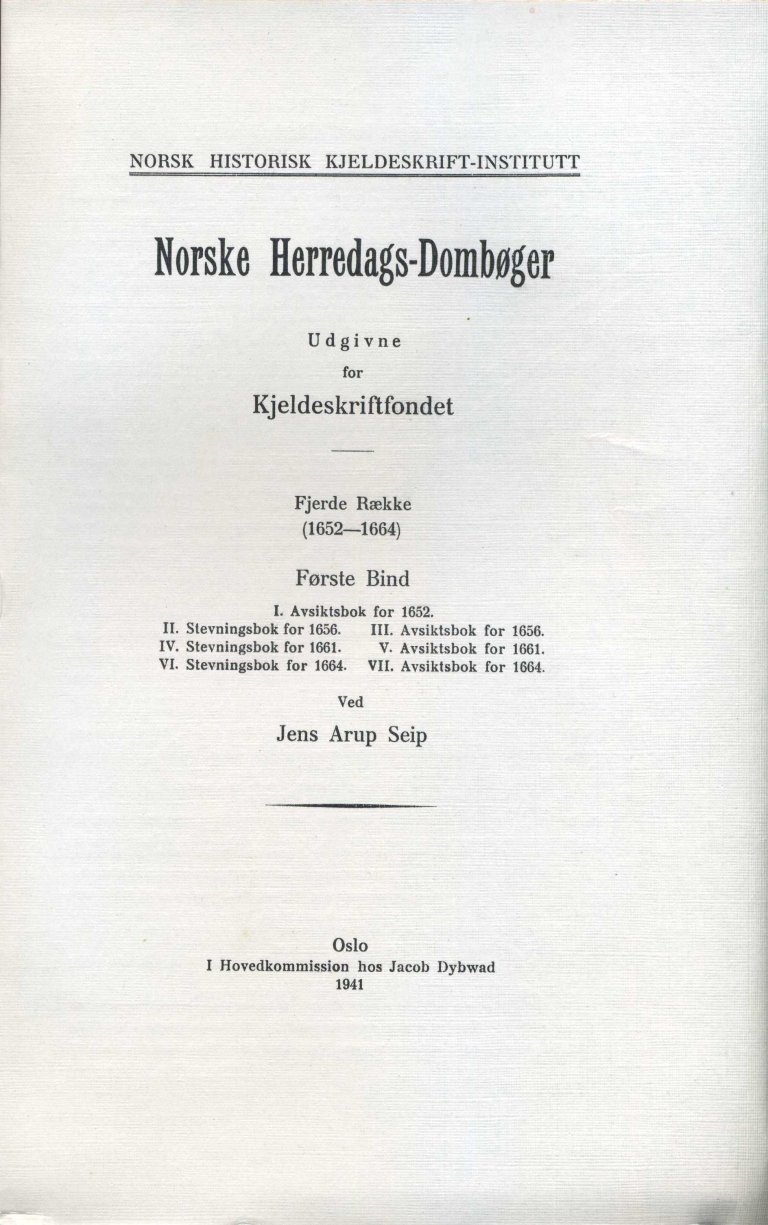 NORSK HISTORISK KJELDESKRIFT-INSTITUTT
Norske Herredags-Dombøger
Udgivne
for
Kjeldeskriftfondet
Fjerde Række
(1652—1664)
Første Bind
I. Avsiktsbok for 1652.
II. Stevningsbok for 1656. III. Avsiktsbok for 1656.
IV. Stevningsbok for 1661. V. Avsiktsbok for 1661.
VI. Stevningsbok for 1664. VII. Avsiktsbok for 1664.
Ved
Jens Arup Seip
Oslo
I Hovedkommission hos Jacob Dybwad
1941